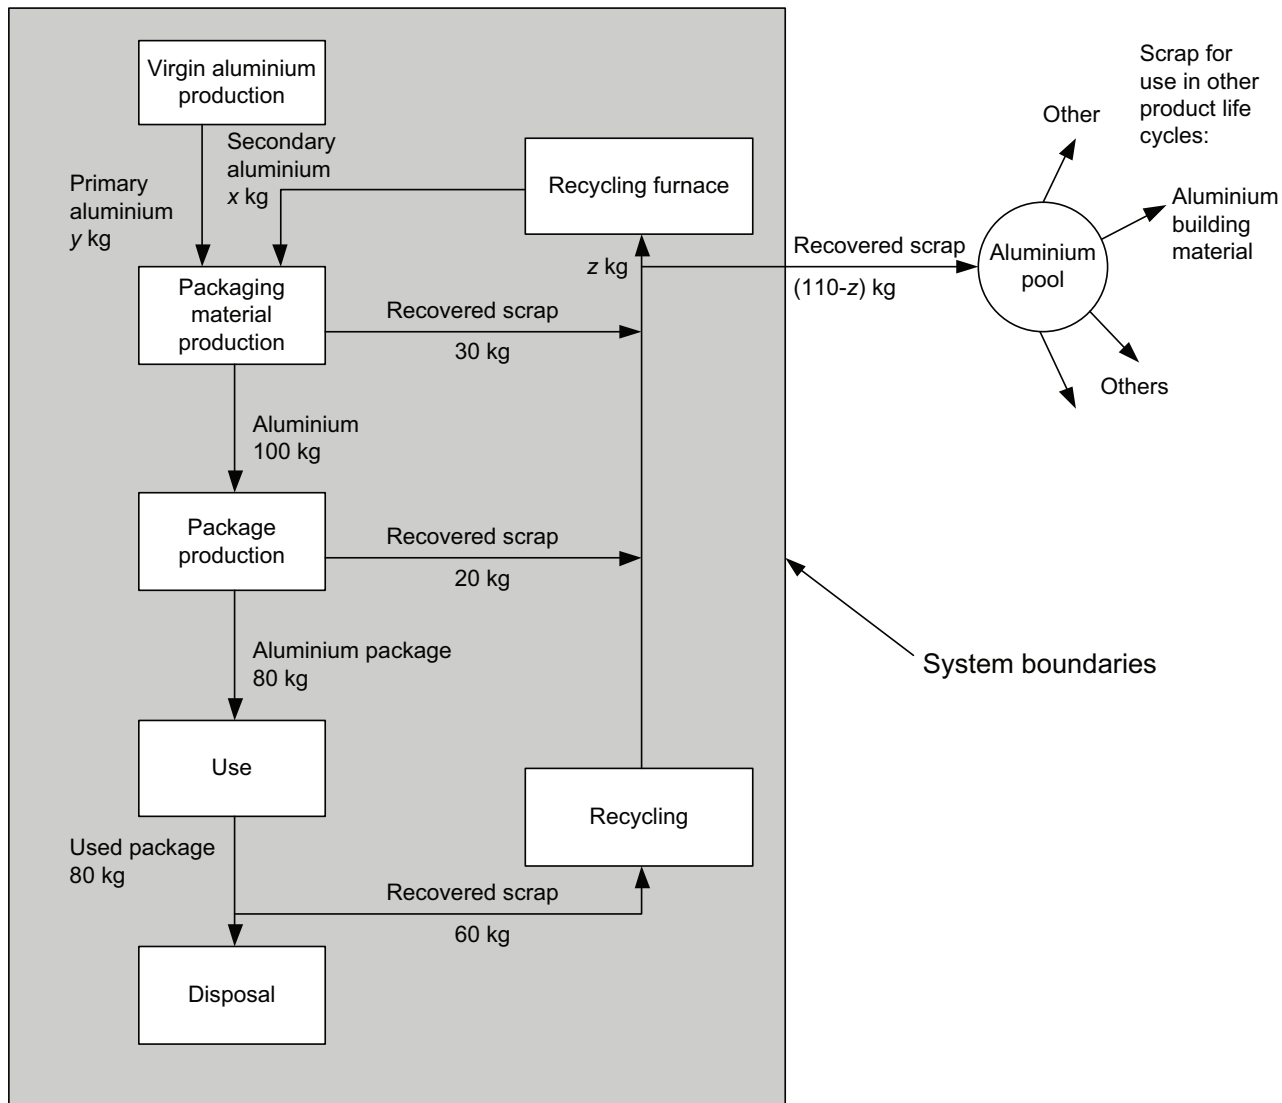 Virgin aluminium
production
Secondary
aluminium
x kg
Primary
aluminium
y kg
Recycling furnace
z kg
Packaging
material
production
Recovered scrap
30 kg
Recovered scrap
(110-z) kg
Aluminium
pool
Scrap for
use in other
product life
cycles:
Other
Aluminium
building
material
Others
Aluminium
100 kg
Package
production
Recovered scrap
20 kg
System boundaries
Aluminium package
80 kg
Use
Recycling
Used package
80 kg
Recovered scrap
60 kg
Disposal